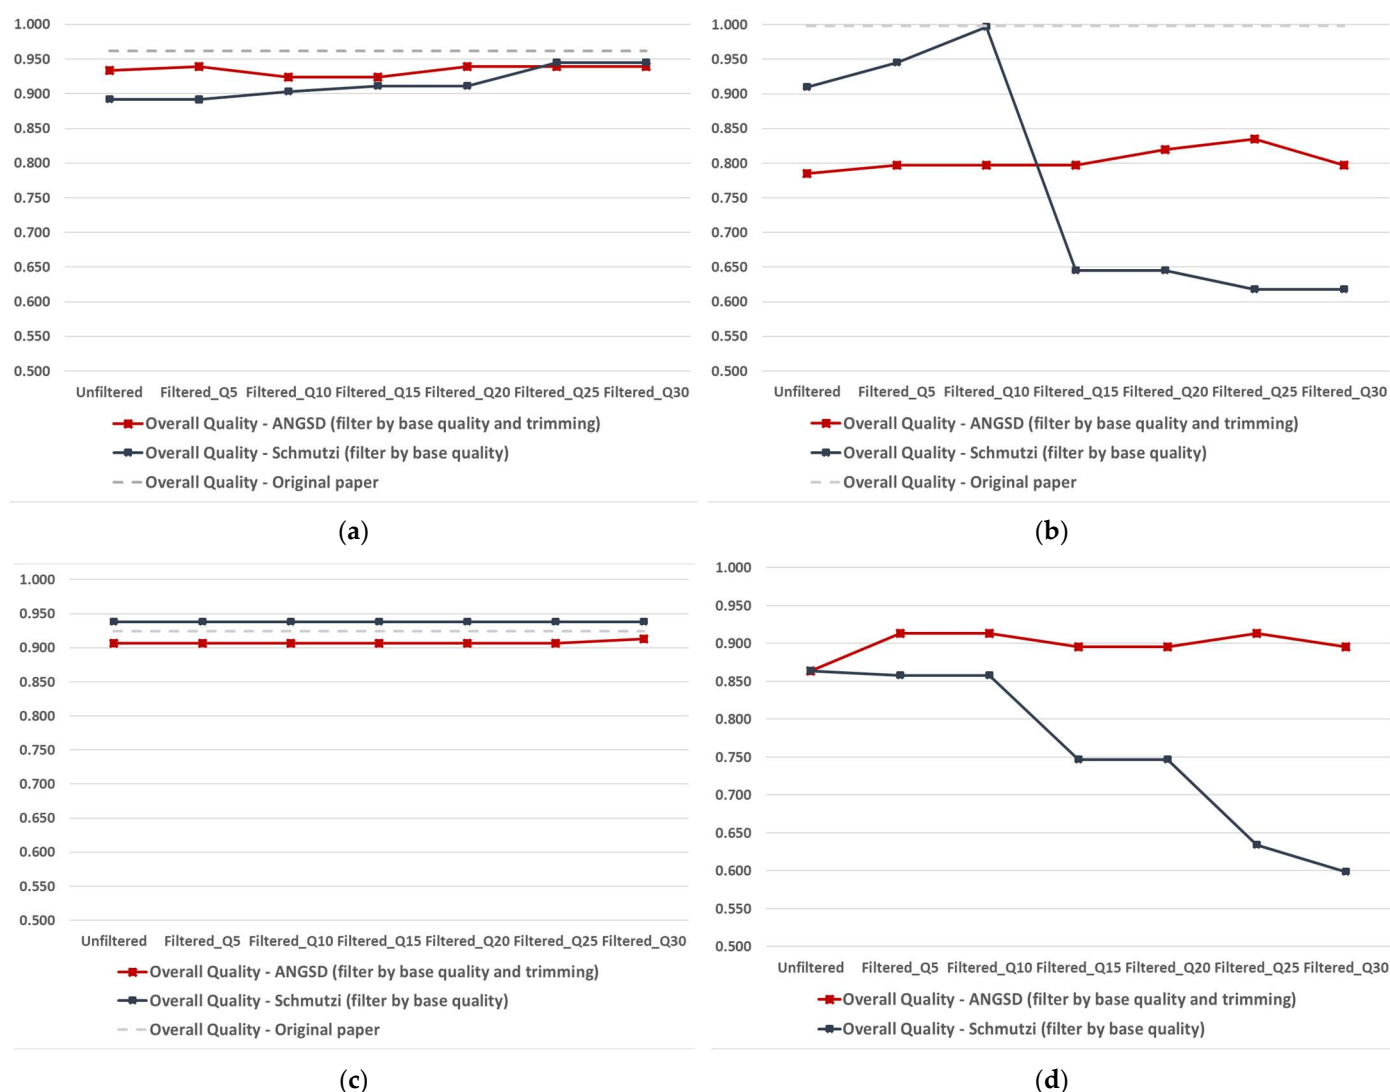 1.000
0.950
0.900
0.850
0.800
0.750
0.700
0.650
0.600
0.550
0.500
Unfiltered Filtered_Q5 Filtered_Q10 Filtered_Q15 Filtered_Q20 Filtered_Q25 Filtered_Q30
Overall Quality - ANGSD (filter by base quality and trimming)
Overall Quality - Schmutzi (filter by base quality)
Overall Quality - Original paper
(a)
1.000
0.950
0.900
0.850
0.800
0.750
0.700
0.650
0.600
0.550
0.500
Unfiltered Filtered_Q5 Filtered_Q10 Filtered_Q15 Filtered_Q20 Filtered_Q25 Filtered_Q30
Overall Quality - ANGSD (filter by base quality and trimming)
Overall Quality - Schmutzi (filter by base quality)
Overall Quality - Original paper
(b)
1.000
0.950
0.900
0.850
0.800
0.750
0.700
0.650
0.600
0.550
0.500
Unfiltered Filtered_Q5 Filtered_Q10 Filtered_Q15 Filtered_Q20 Filtered_Q25 Filtered_Q30
Overall Quality - ANGSD (filter by base quality and trimming)
Overall Quality - Schmutzi (filter by base quality)
Overall Quality - Original paper
(c)
1.000
0.950
0.900
0.850
0.800
0.750
0.700
0.650
0.600
0.550
0.500
Unfiltered Filtered_Q5 Filtered_Q10 Filtered_Q15 Filtered_Q20 Filtered_Q25 Filtered_Q30
Overall Quality - ANGSD (filter by base quality and trimming)
Overall Quality - Schmutzi (filter by base quality)
(d)